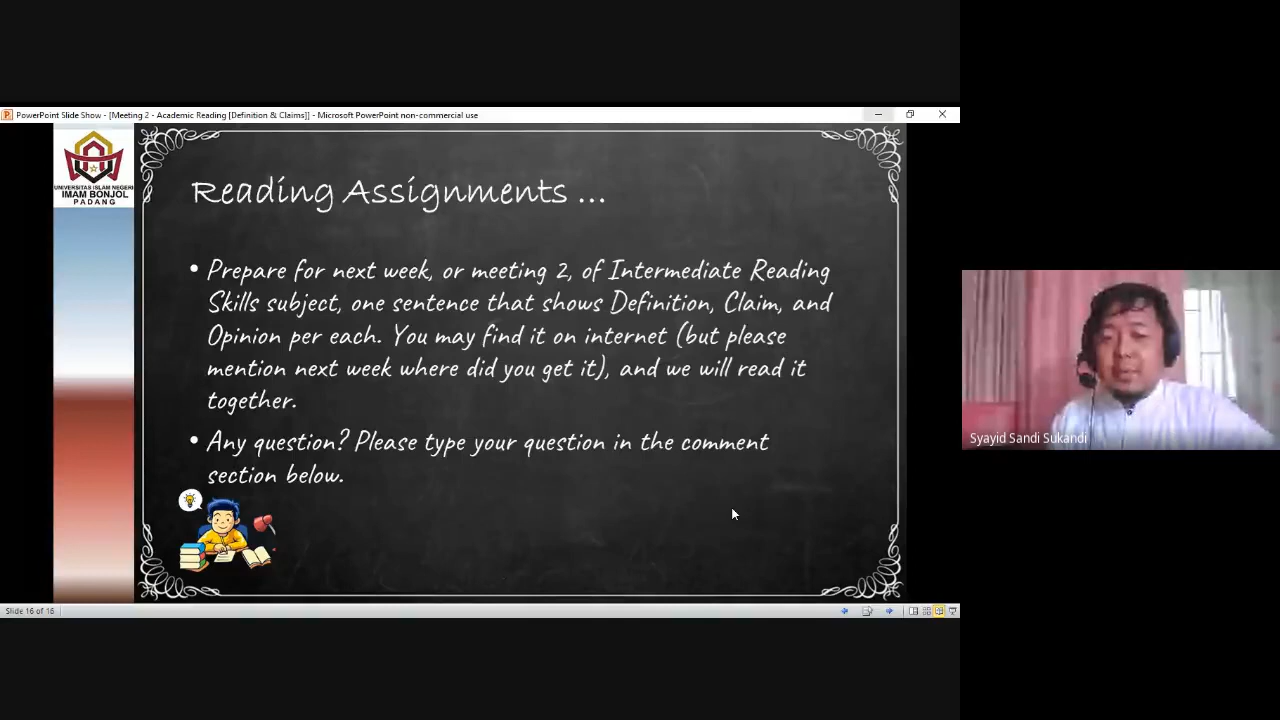 PowerPoint Slide Show - [Meeting 2 - Academic Reading [Definition & Claims]] - Microsoft PowerPoint non-commercial use
UNIVERSITAS ISLAM NEGERI
IMAM BONJOL
PADANG
Reading Assignments ...
• Prepare for next week, or meeting 2, of Intermediate Reading
Skills subject, one sentence that shows Definition, Claim, and
Opinion per each. You may find it on internet (but please
mention next week where did you get it), and we will read it
together.
• Any question? Please type your question in the comment
section below.
Syayid Sandi Sukandi
Slide 16 of 16